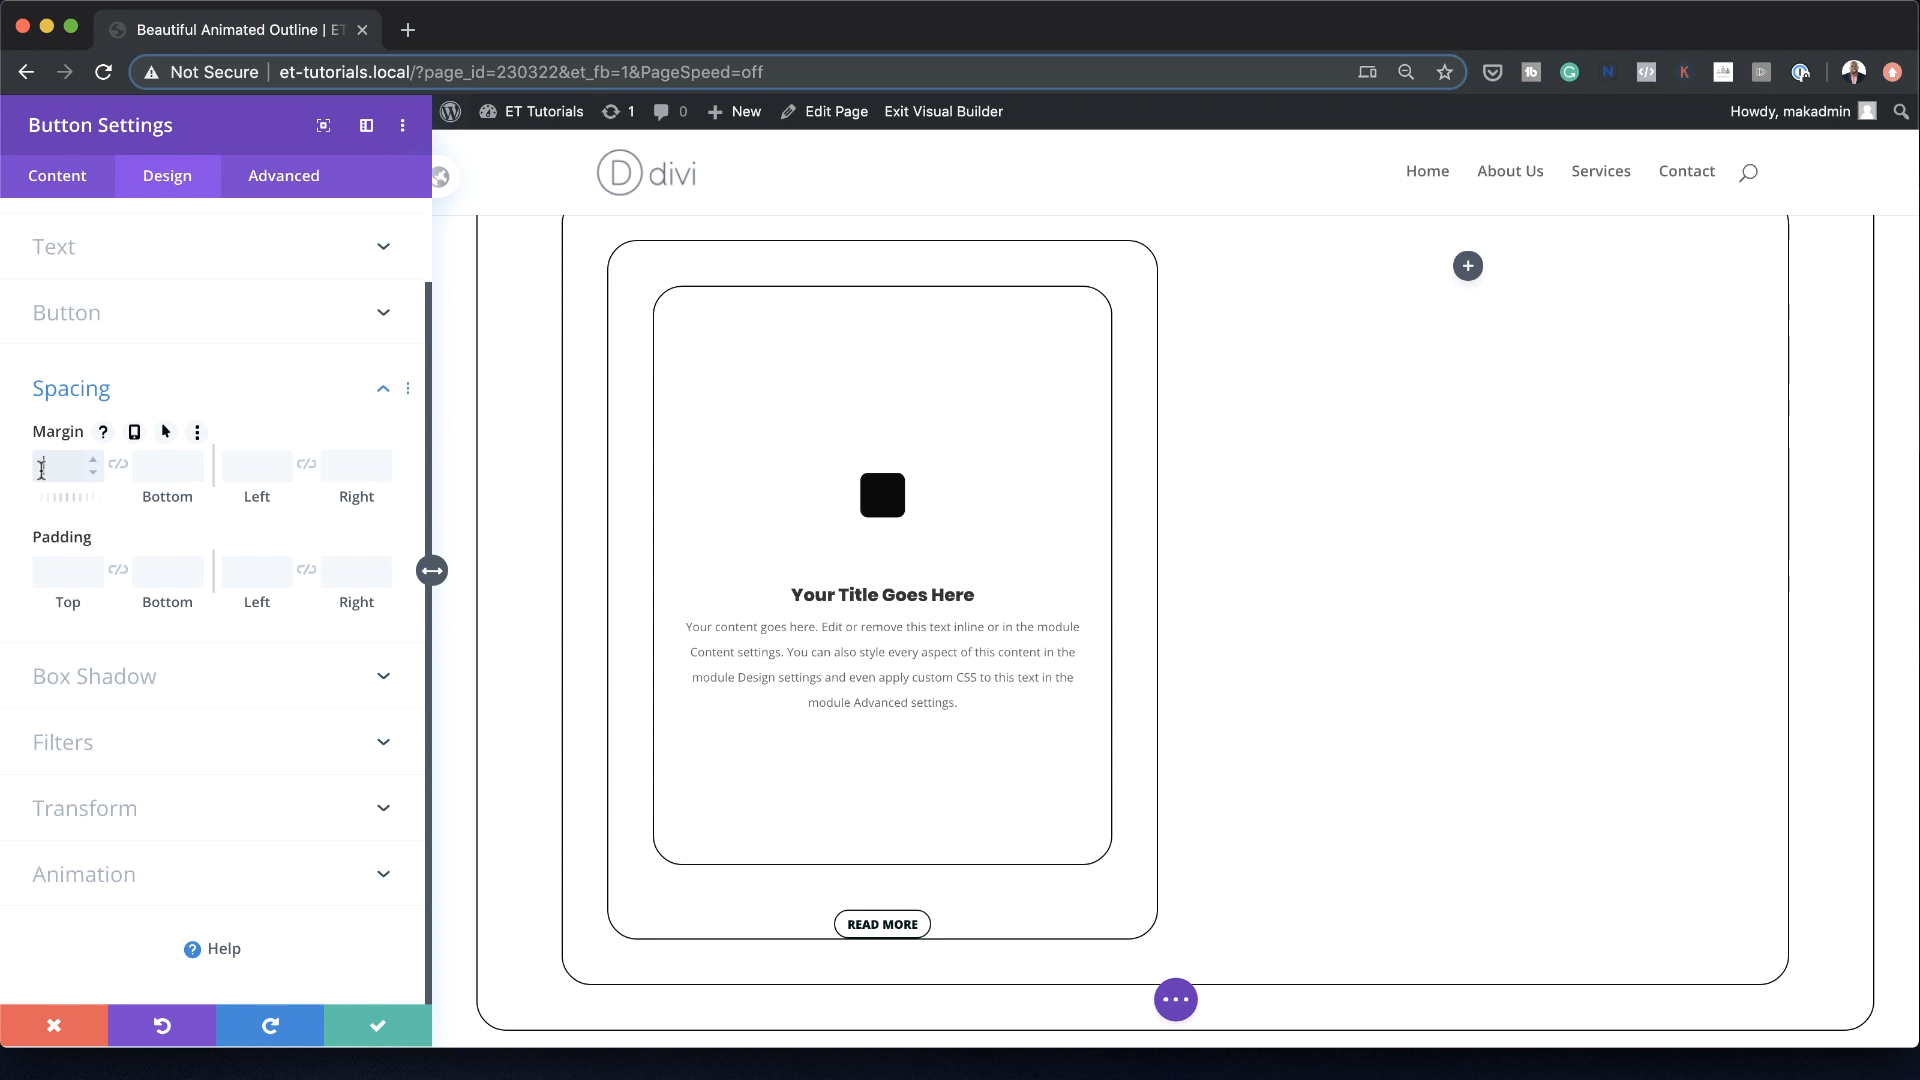 Beautiful Animated Outline | ET
Not Secure
et-tutorials.local/?page_id=230322&et_fb=1&PageSpeed=off
ET Tutorials
1
0
New
Edit Page
Exit Visual Builder
Howdy, makadmin
Button Settings
Content
Design
Advanced
divi
Home
About Us
Services
Contact
Text
Button
Spacing
Margin
Bottom
Left
Right
Padding
Top
Bottom
Left
Right
Box Shadow
Filters
Transform
Animation
Help
Your Title Goes Here
Your content goes here. Edit or remove this text inline or in the module
Content settings. You can also style every aspect of this content in the
module Design settings and even apply custom CSS to this text in the
module Advanced settings.
READ MORE